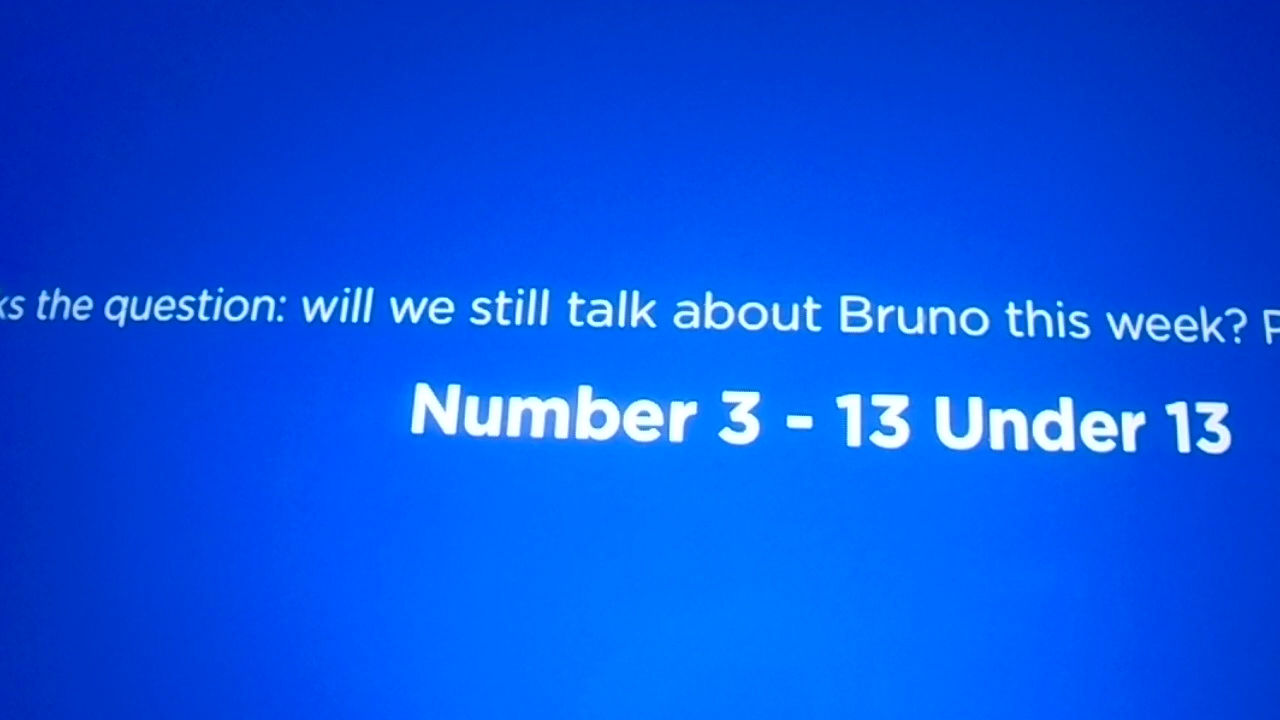 the question: will we still talk about Bruno this week?
Number 3 - 13 Under 13